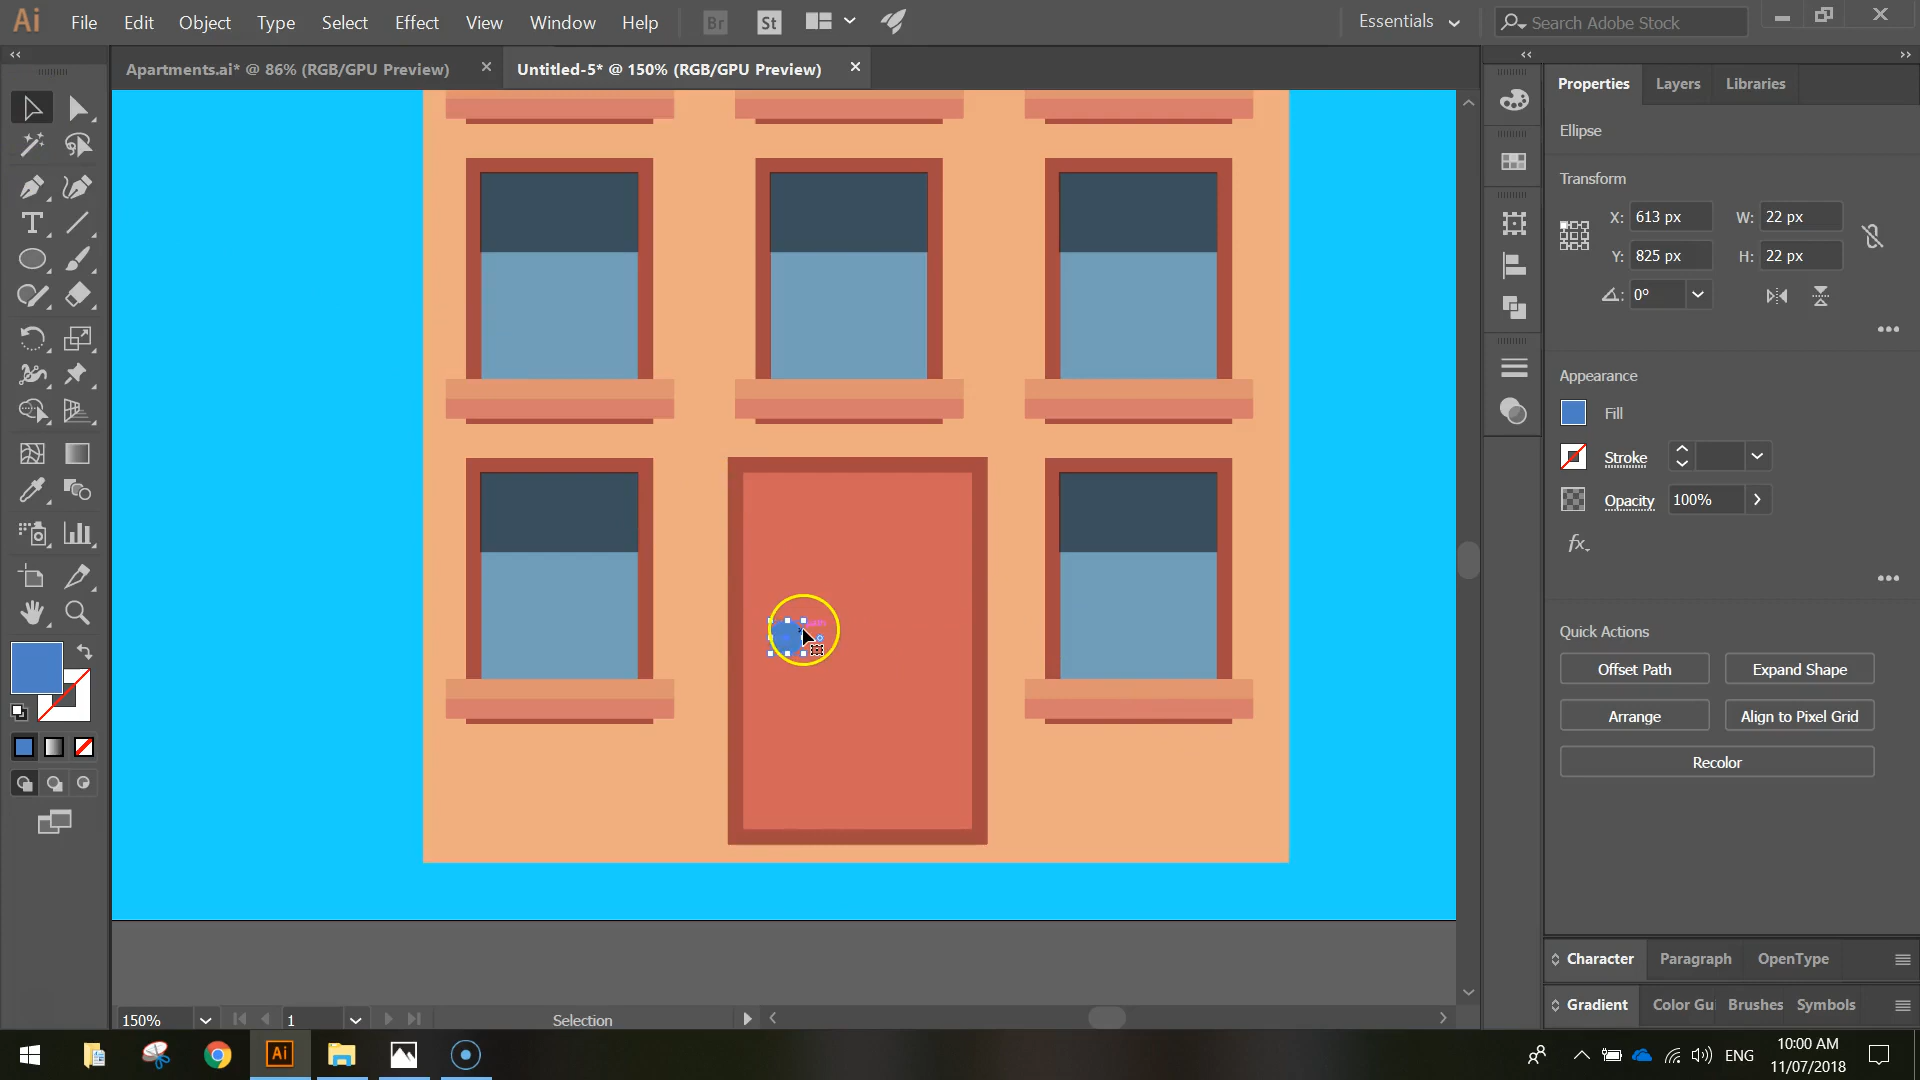 Ai File Edit Object Type Select Effect View Window Help Br St Essentials Search Adobe Stock
Apartments.ai* @ 86% (RGB/GPU Preview) Untitled-5* @ 150% (RGB/GPU Preview)
Properties Layers Libraries
Ellipse
Transform
X: 613 px W: 22 px
Y: 825 px H: 22 px
0°
Appearance
Fill
Stroke
Opacity 100%
fx
Quick Actions
Offset Path Expand Shape
Arrange Align to Pixel Grid
Recolor
Character Paragraph OpenType
Gradient Color Gu Brushes Symbols
150% 1 Selection
Ai ENG 10:00 AM
11/07/2018